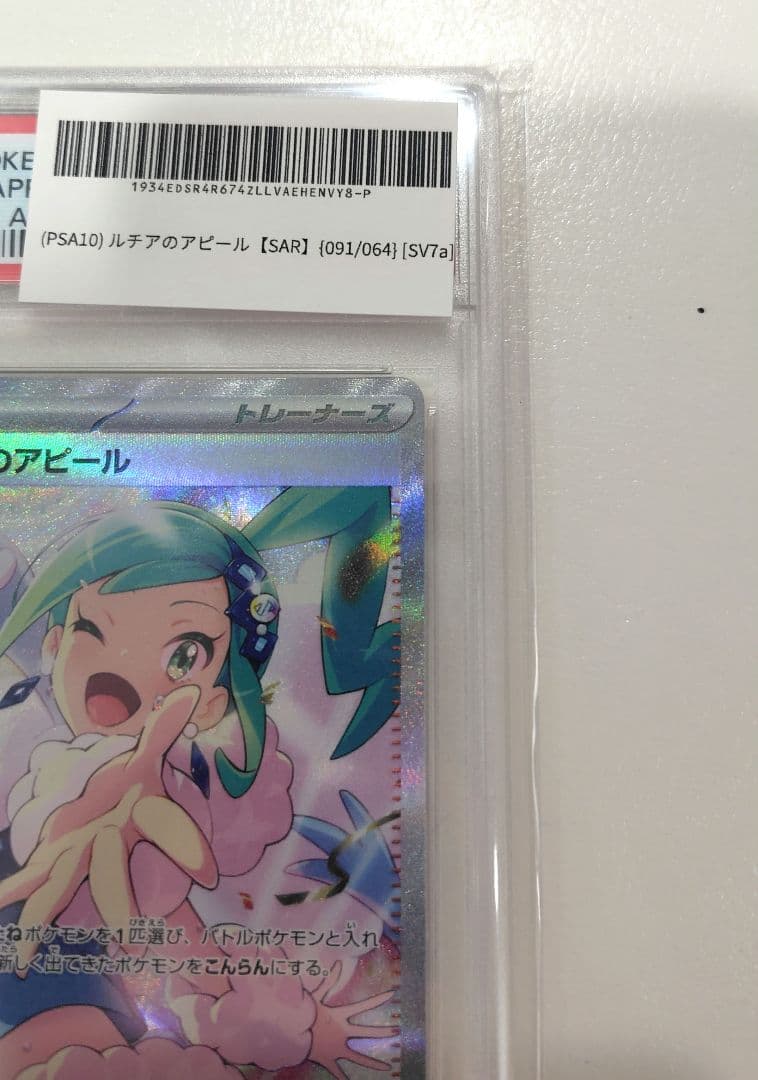 1934EDSR4R674ZLLVAEHENVY8-P
(PSA10) ルチアのアピール【SAR】{091/064} [SV7a]
トレーナーズ
のアピール
ねポケモンを1匹選び、バトルポケモンと入れ
新しく出てきたポケモンをこんらんにする。